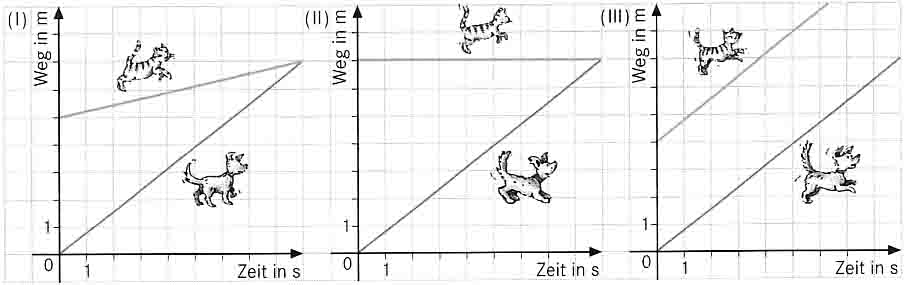 (I)
Weg in m
1
0
1
Zeit in s
(II)
Weg in m
1
0
1
Zeit in s
(III)
Weg in m
1
0
1
Zeit in s